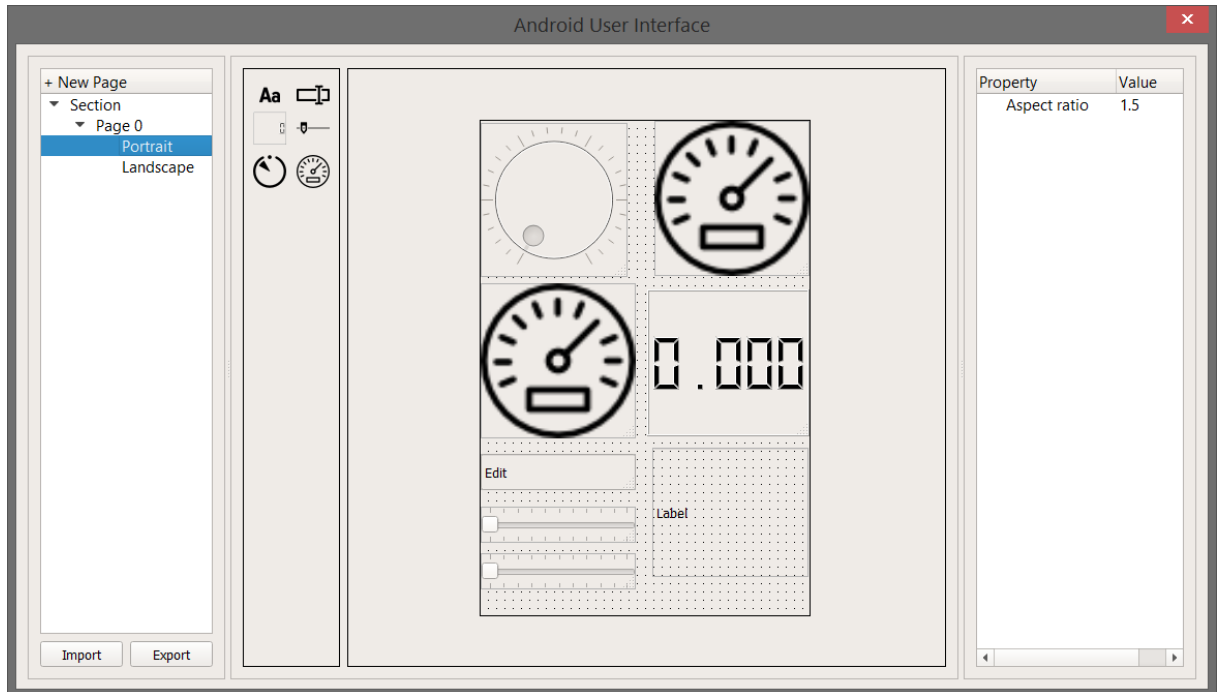 Android User Interface
+ New Page
Section
Page 0
Portrait
Landscape
Import
Export
Aa
0
0.000
Edit
Label
Property Value
Aspect ratio 1.5